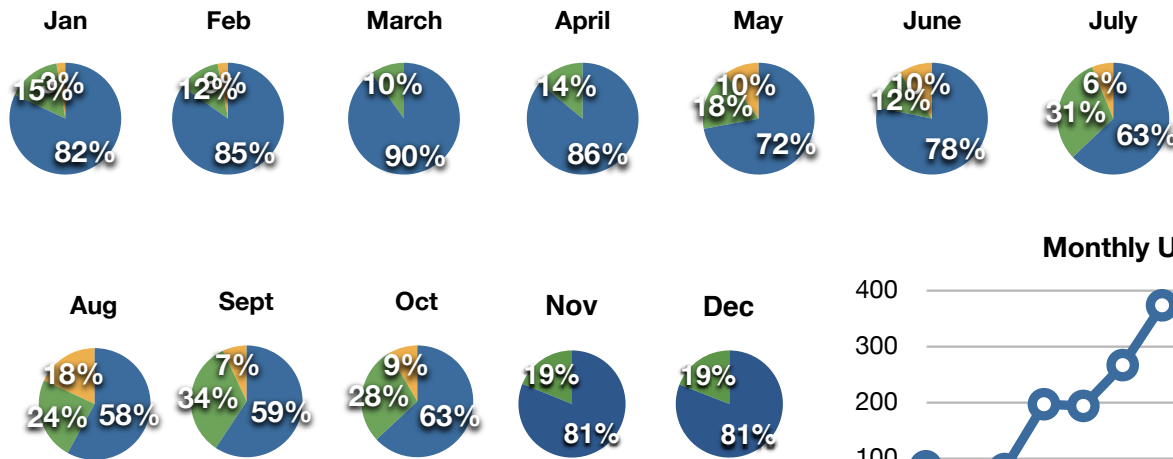 Jan Feb March April May June July
15% 12% 10% 14% 10% 10% 6%
18% 12% 31%
82% 85% 90% 86% 72% 78% 63%
Monthly U
Aug Sept Oct Nov Dec
400
18% 7% 9% 19% 19%
300
24% 58% 34% 59% 28% 63% 81% 81%
200
100